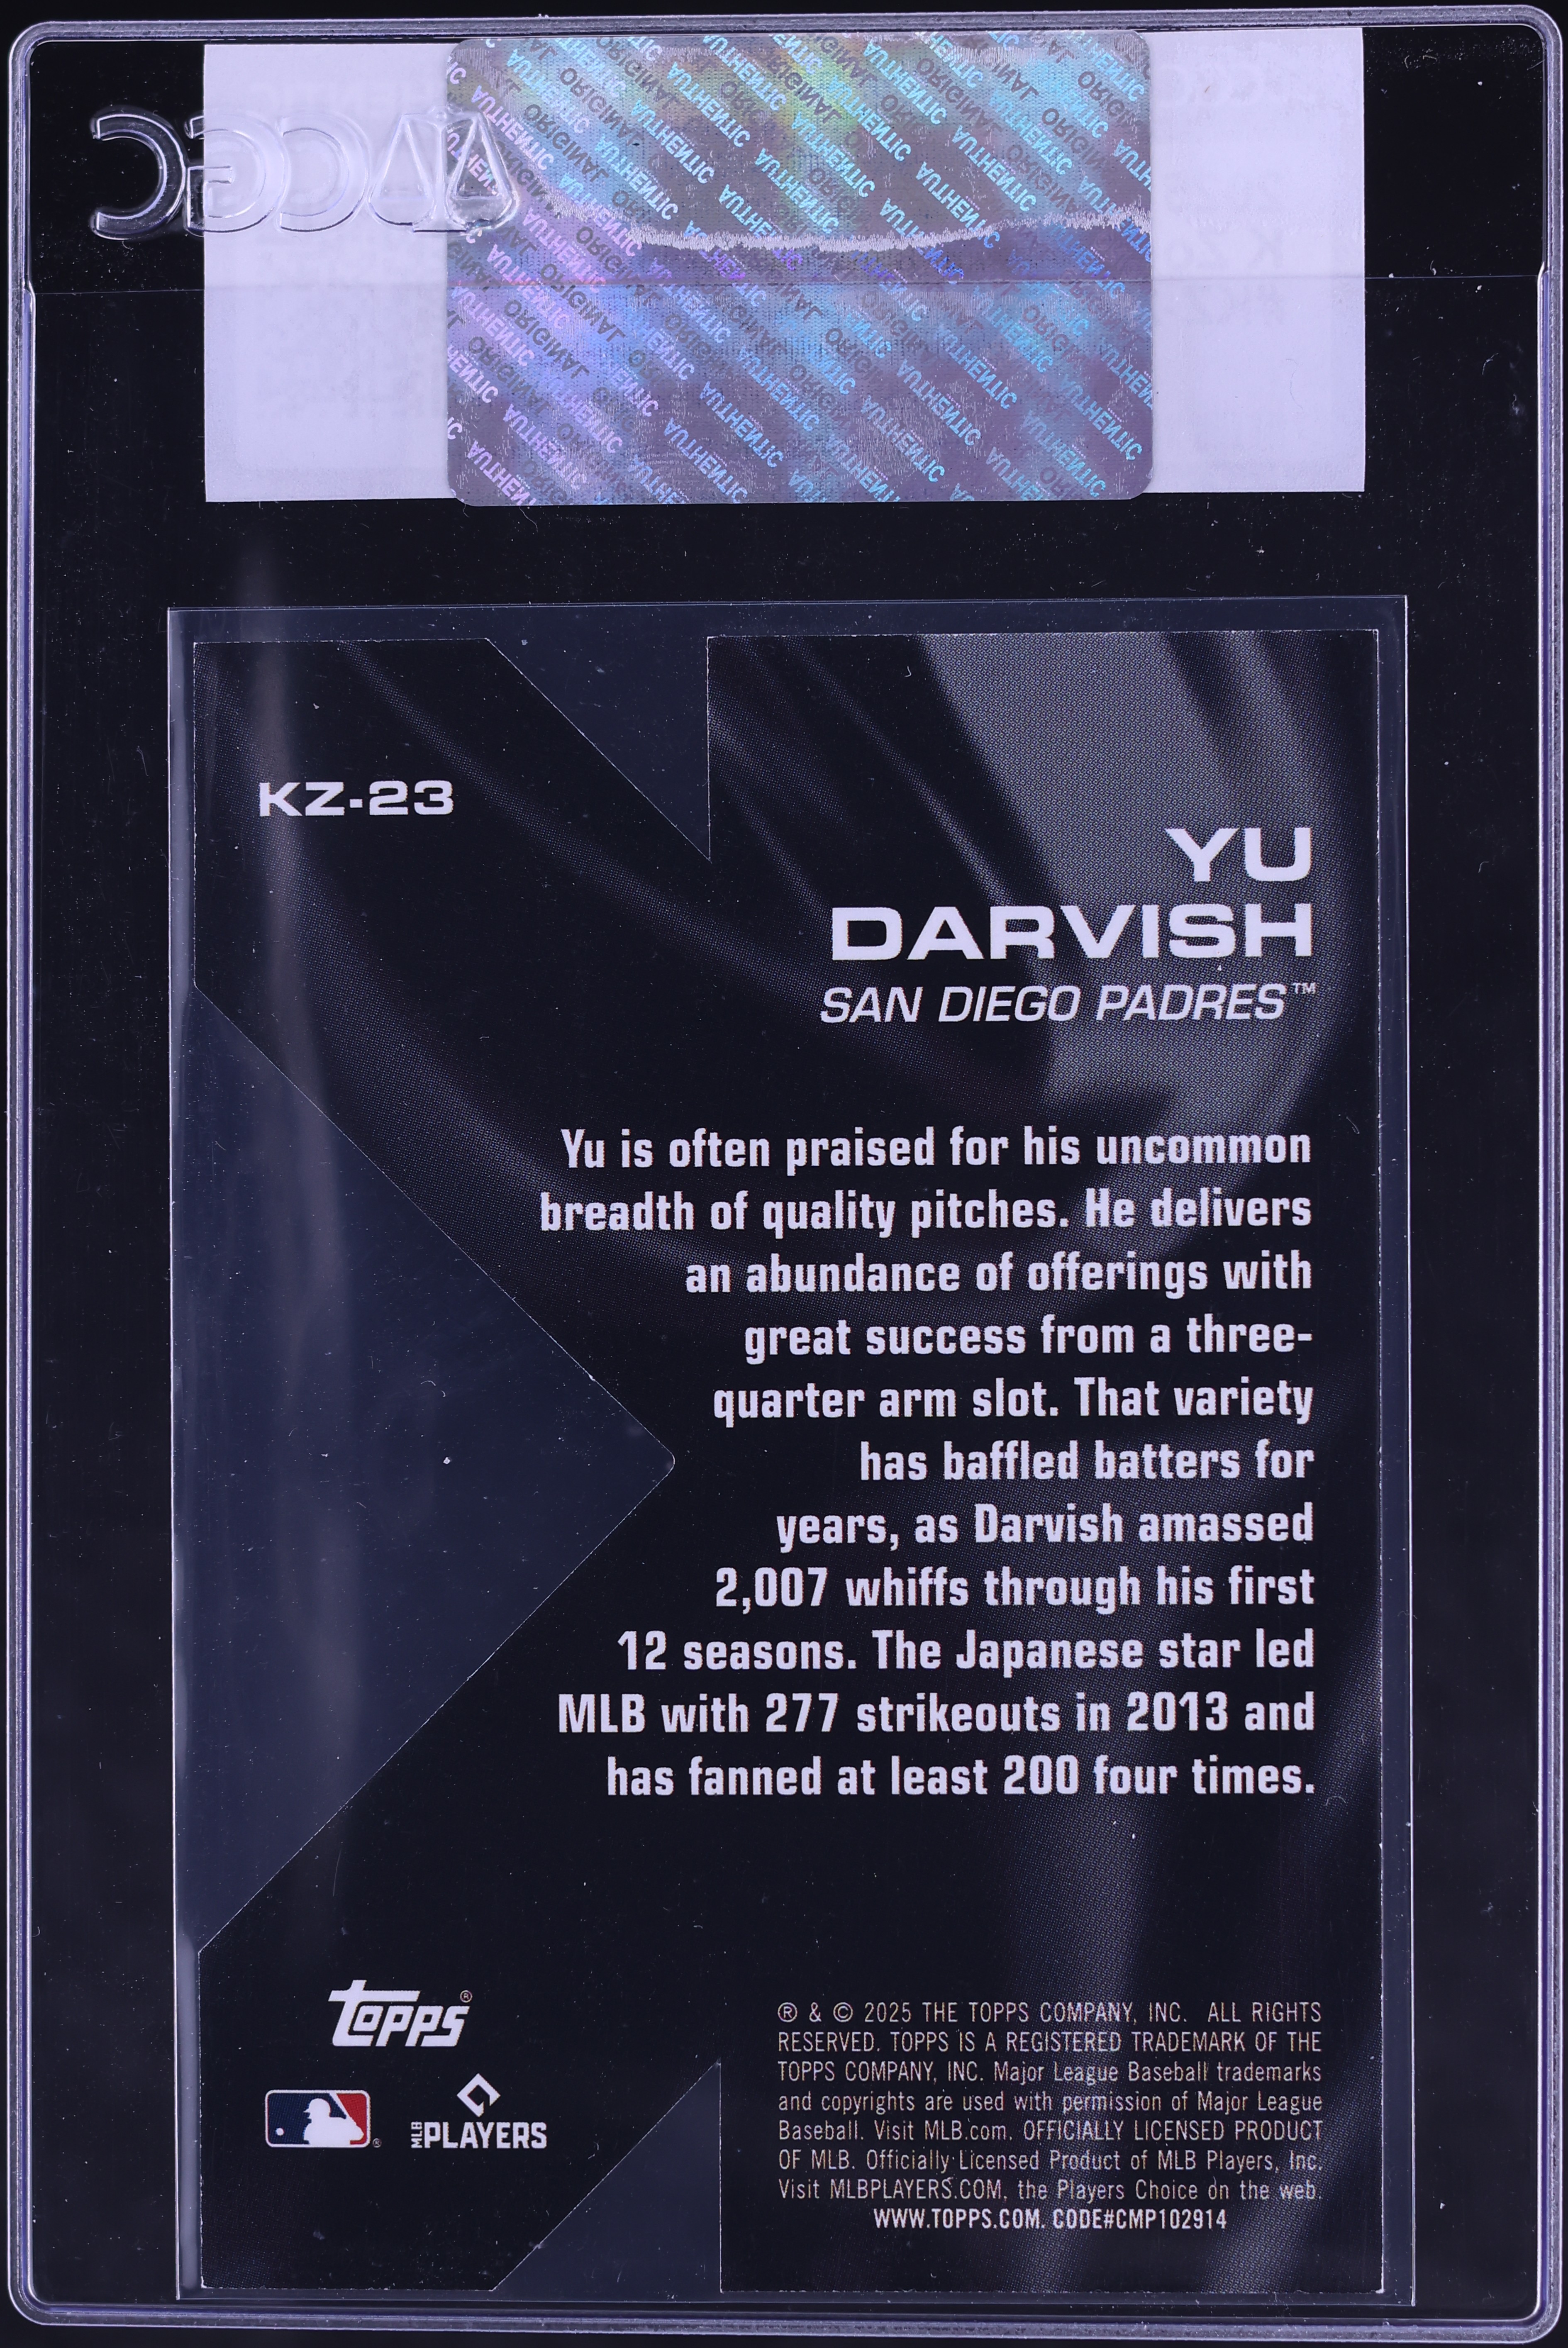 CGC
AUTHENTIC
ORIGINAL
KZ-23
YU
DARVISH
SAN DIEGO PADRES™
Yu is often praised for his uncommon
breadth of quality pitches. He delivers
an abundance of offerings with
great success from a three-
quarter arm slot. That variety
has baffled batters for
years, as Darvish amassed
2,007 whiffs through his first
12 seasons. The Japanese star led
MLB with 277 strikeouts in 2013 and
has fanned at least 200 four times.
Topps®
MLB PLAYERS
® & © 2025 THE TOPPS COMPANY, INC. ALL RIGHTS
RESERVED. TOPPS IS A REGISTERED TRADEMARK OF THE
TOPPS COMPANY, INC. Major League Baseball trademarks
and copyrights are used with permission of Major League
Baseball. Visit MLB.com. OFFICIALLY LICENSED PRODUCT
OF MLB. Officially Licensed Product of MLB Players, Inc.
Visit MLBPLAYERS.COM, the Players Choice on the web.
WWW.TOPPS.COM. CODE#CMP102914